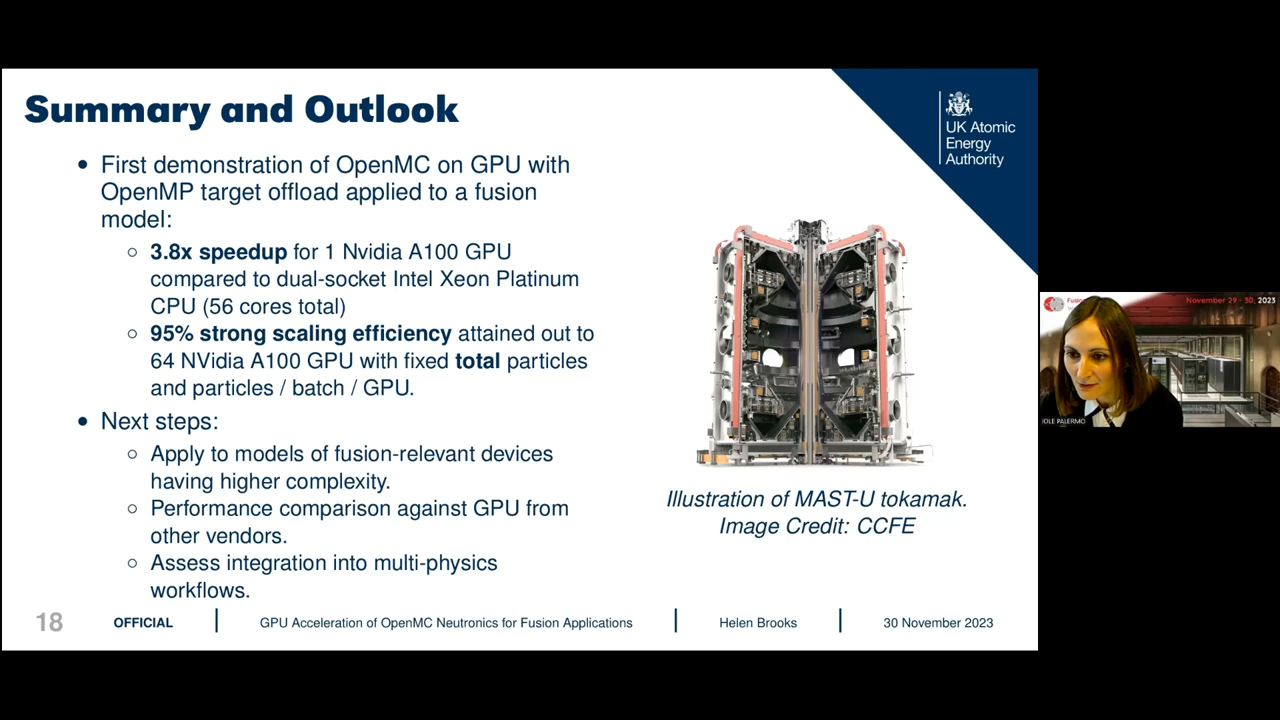 Summary and Outlook
UK Atomic
Energy
Authority
• First demonstration of OpenMC on GPU with
OpenMP target offload applied to a fusion
model:
○ 3.8x speedup for 1 Nvidia A100 GPU
compared to dual-socket Intel Xeon Platinum
CPU (56 cores total)
○ 95% strong scaling efficiency attained out to
64 NVidia A100 GPU with fixed total particles
and particles / batch / GPU.
• Next steps:
○ Apply to models of fusion-relevant devices
having higher complexity.
○ Performance comparison against GPU from
other vendors.
○ Assess integration into multi-physics
workflows.
Illustration of MAST-U tokamak.
Image Credit: CCFE
18 OFFICIAL | GPU Acceleration of OpenMC Neutronics for Fusion Applications | Helen Brooks | 30 November 2023
November 29 - 30, 2023
IOLE PALERMO